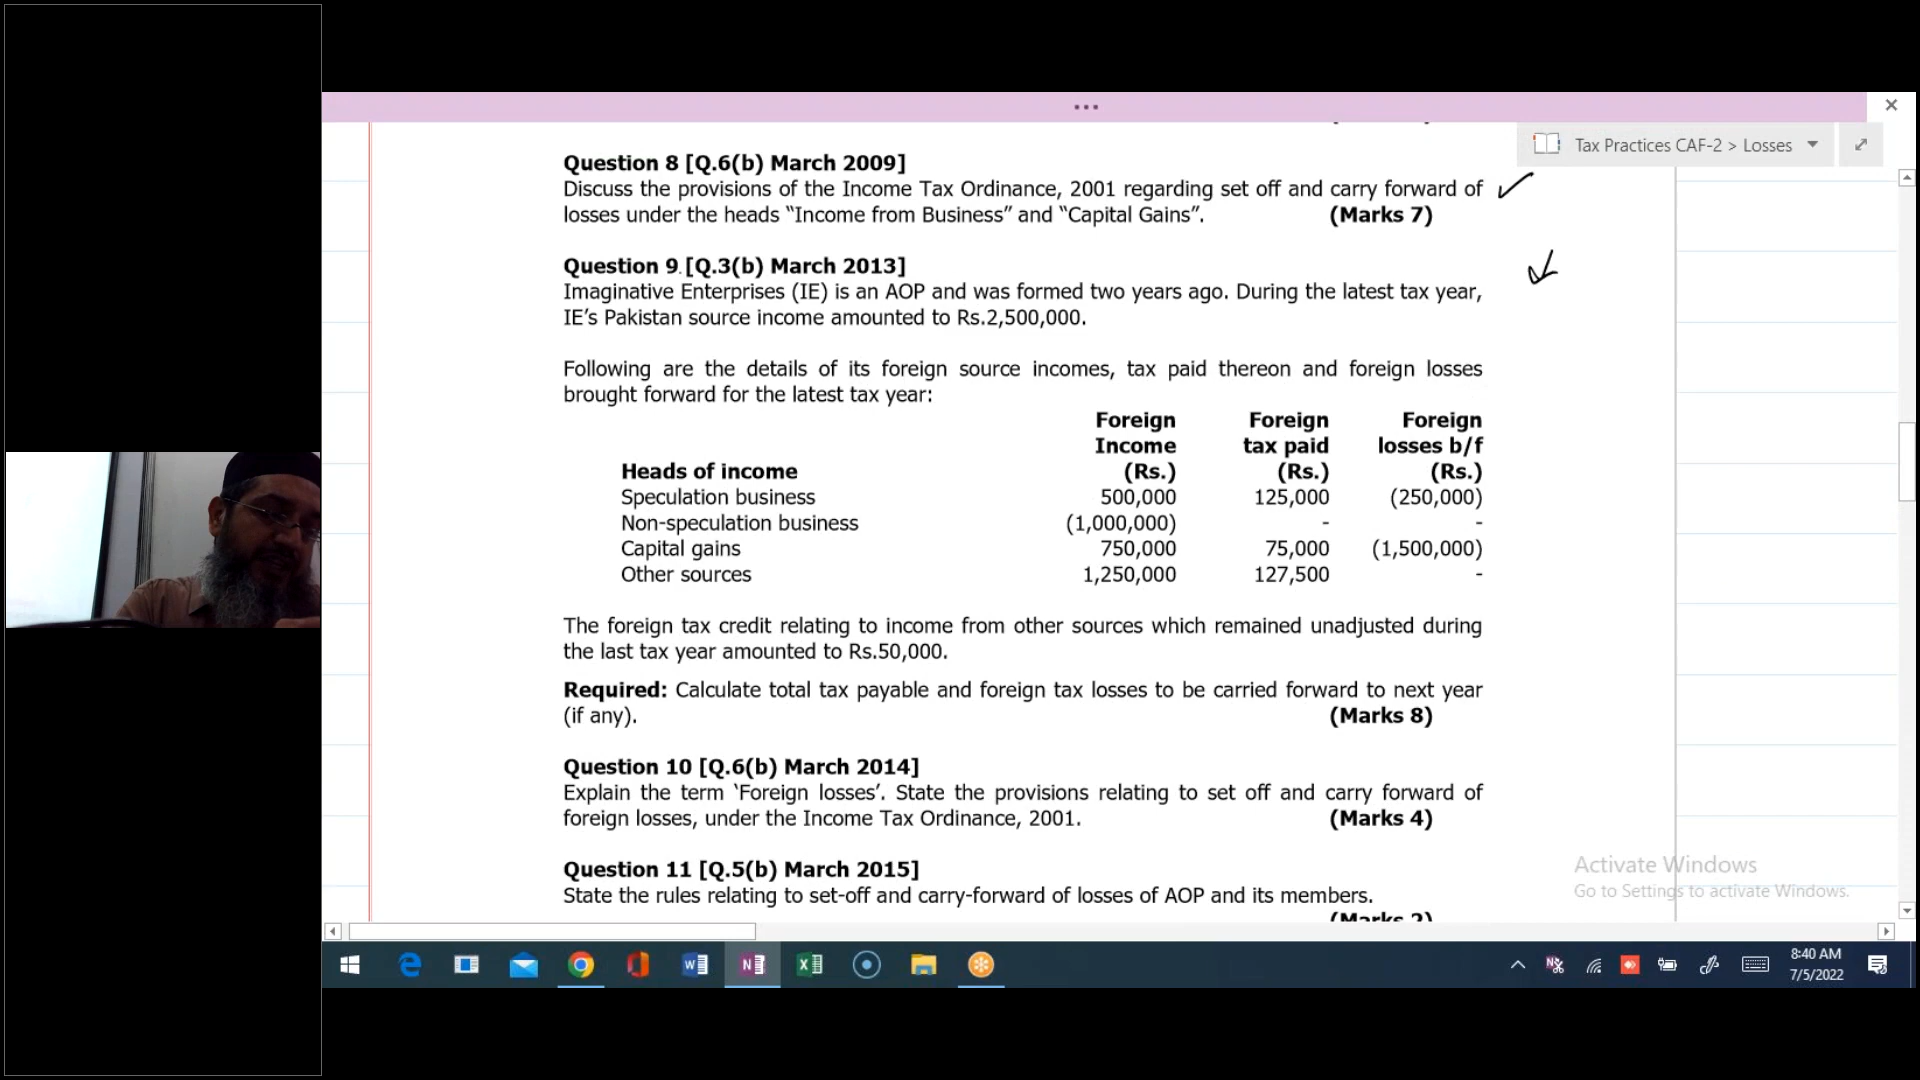 •••
Tax Practices CAF-2 > Losses
Question 8 [Q.6(b) March 2009]
Discuss the provisions of the Income Tax Ordinance, 2001 regarding set off and carry forward of
losses under the heads “Income from Business” and “Capital Gains”. (Marks 7)
Question 9 [Q.3(b) March 2013]
Imaginative Enterprises (IE) is an AOP and was formed two years ago. During the latest tax year,
IE’s Pakistan source income amounted to Rs.2,500,000.
Following are the details of its foreign source incomes, tax paid thereon and foreign losses
brought forward for the latest tax year:
Foreign Foreign Foreign
Income tax paid losses b/f
Heads of income (Rs.) (Rs.) (Rs.)
Speculation business 500,000 125,000 (250,000)
Non-speculation business (1,000,000) - -
Capital gains 750,000 75,000 (1,500,000)
Other sources 1,250,000 127,500 -
The foreign tax credit relating to income from other sources which remained unadjusted during
the last tax year amounted to Rs.50,000.
Required: Calculate total tax payable and foreign tax losses to be carried forward to next year
(if any). (Marks 8)
Question 10 [Q.6(b) March 2014]
Explain the term ‘Foreign losses’. State the provisions relating to set off and carry forward of
foreign losses, under the Income Tax Ordinance, 2001. (Marks 4)
Question 11 [Q.5(b) March 2015]
State the rules relating to set-off and carry-forward of losses of AOP and its members.
(Marks 2)
Activate Windows
Go to Settings to activate Windows.
8:40 AM
7/5/2022